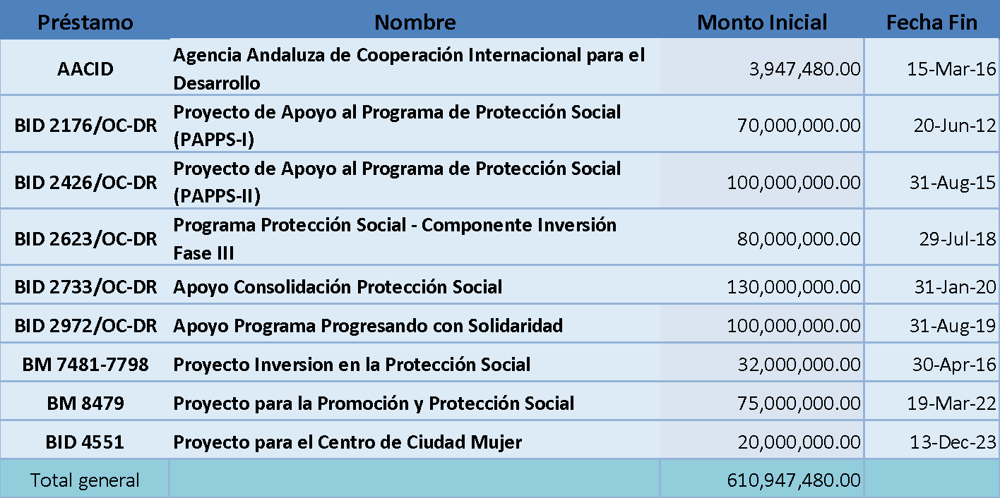 Préstamo Nombre Monto Inicial Fecha Fin
AACID Agencia Andaluza de Cooperación Internacional para el
Desarrollo 3,947,480.00 15-Mar-16
BID 2176/OC-DR Proyecto de Apoyo al Programa de Protección Social
(PAPPS-I) 70,000,000.00 20-Jun-12
BID 2426/OC-DR Proyecto de Apoyo al Programa de Protección Social
(PAPPS-II) 100,000,000.00 31-Aug-15
BID 2623/OC-DR Programa Protección Social - Componente Inversión
Fase III 80,000,000.00 29-Jul-18
BID 2733/OC-DR Apoyo Consolidación Protección Social 130,000,000.00 31-Jan-20
BID 2972/OC-DR Apoyo Programa Progresando con Solidaridad 100,000,000.00 31-Aug-19
BM 7481-7798 Proyecto Inversion en la Protección Social 32,000,000.00 30-Apr-16
BM 8479 Proyecto para la Promoción y Protección Social 75,000,000.00 19-Mar-22
BID 4551 Proyecto para el Centro de Ciudad Mujer 20,000,000.00 13-Dec-23
Total general 610,947,480.00